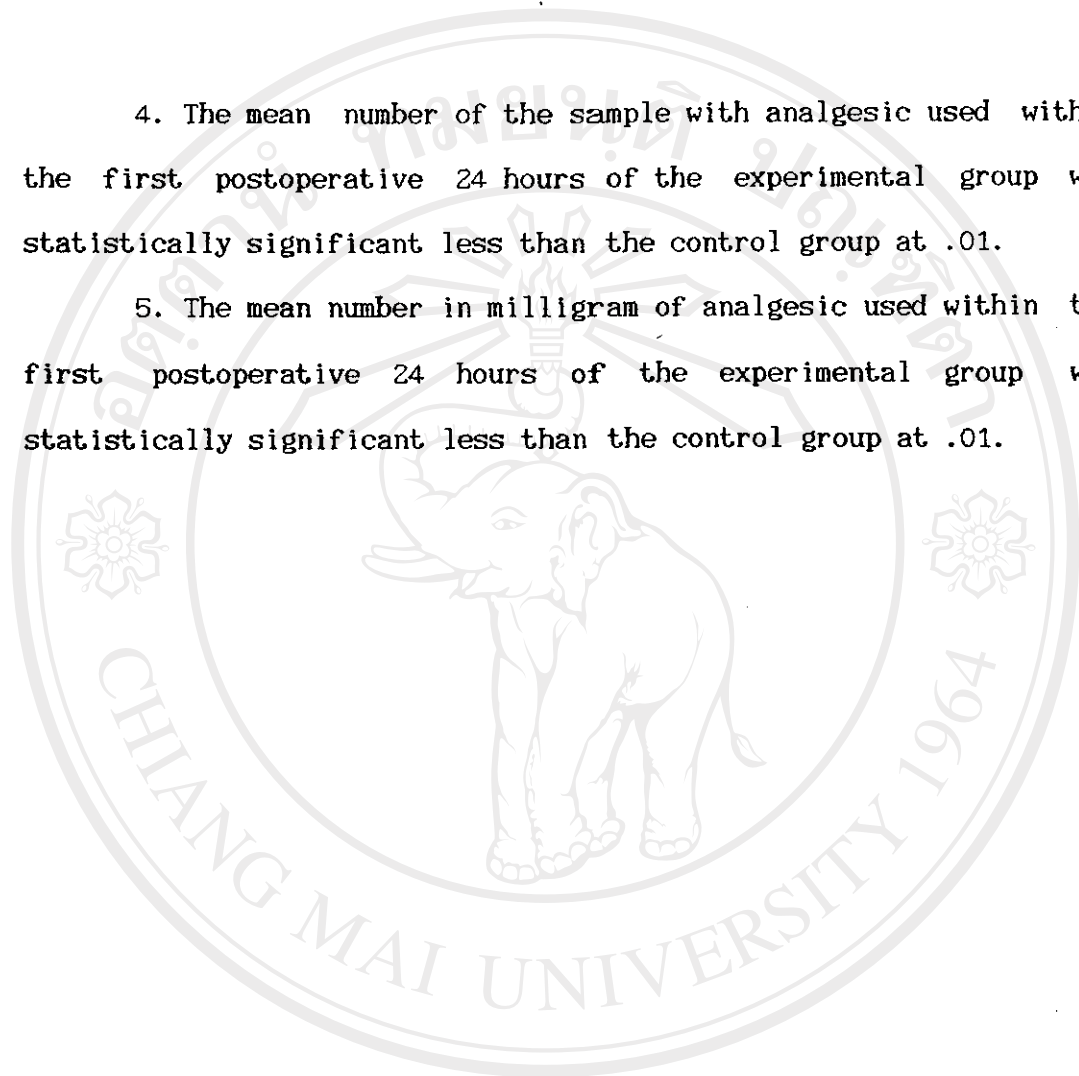 4. The mean number of the sample with analgesic used with
the first postoperative 24 hours of the experimental group w
statistically significant less than the control group at .01.
5. The mean number in milligram of analgesic used within t
first postoperative 24 hours of the experimental group w
statistically significant less than the control group at .01.
CHIANG MAI UNIVERSITY 1964